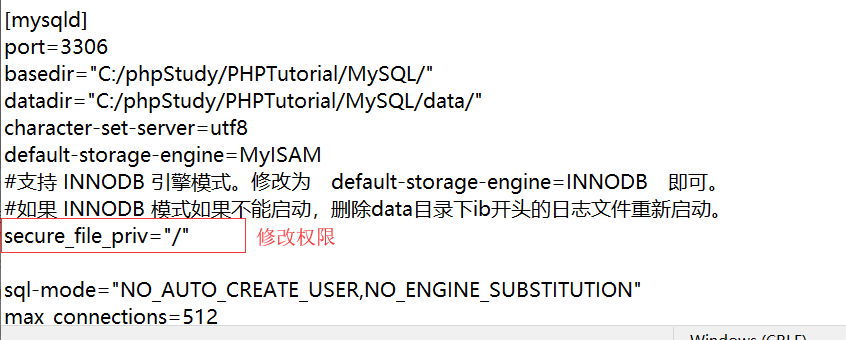 [mysqld]
port=3306
basedir="C:/phpStudy/PHPTutorial/MySQL/"
datadir="C:/phpStudy/PHPTutorial/MySQL/data/"
character-set-server=utf8
default-storage-engine=MyISAM
#支持 INNODB 引擎模式。修改为　default-storage-engine=INNODB　即可。
#如果 INNODB 模式如果不能启动，删除data目录下ib开头的日志文件重新启动。
secure_file_priv="/" 修改权限
sql-mode="NO_AUTO_CREATE_USER,NO_ENGINE_SUBSTITUTION"
max_connections=512
Windows (CRLF)